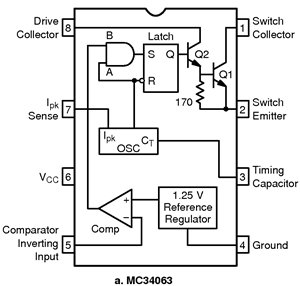 Drive
Collector
8
B
A
Latch
S
Q
R
Q2
Q1
170
1
Switch
Collector
Ipk
Sense
7
Ipk
CT
OSC
2
Switch
Emitter
VCC
6
3
Timing
Capacitor
Comparator
Inverting
Input
5
+
−
Comp
1.25 V
Reference
Regulator
4
Ground
a. MC34063